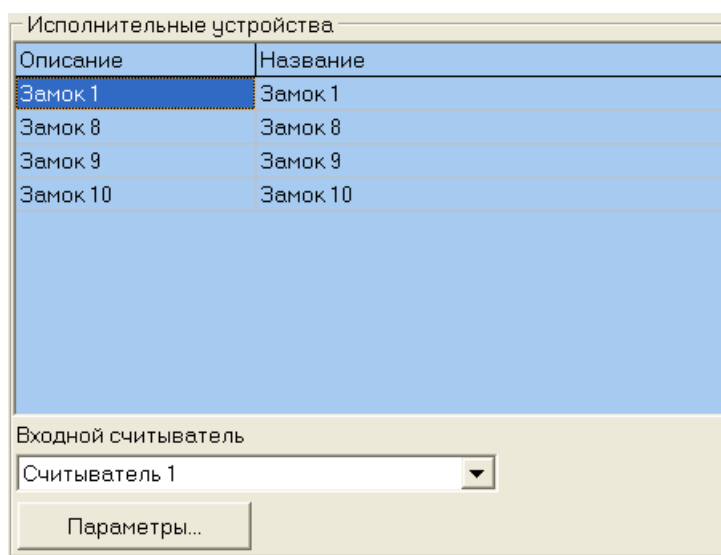 Исполнительные устройства
Описание Название
Замок 1 Замок 1
Замок 8 Замок 8
Замок 9 Замок 9
Замок 10 Замок 10
Входной считыватель
Считыватель 1
Параметры...